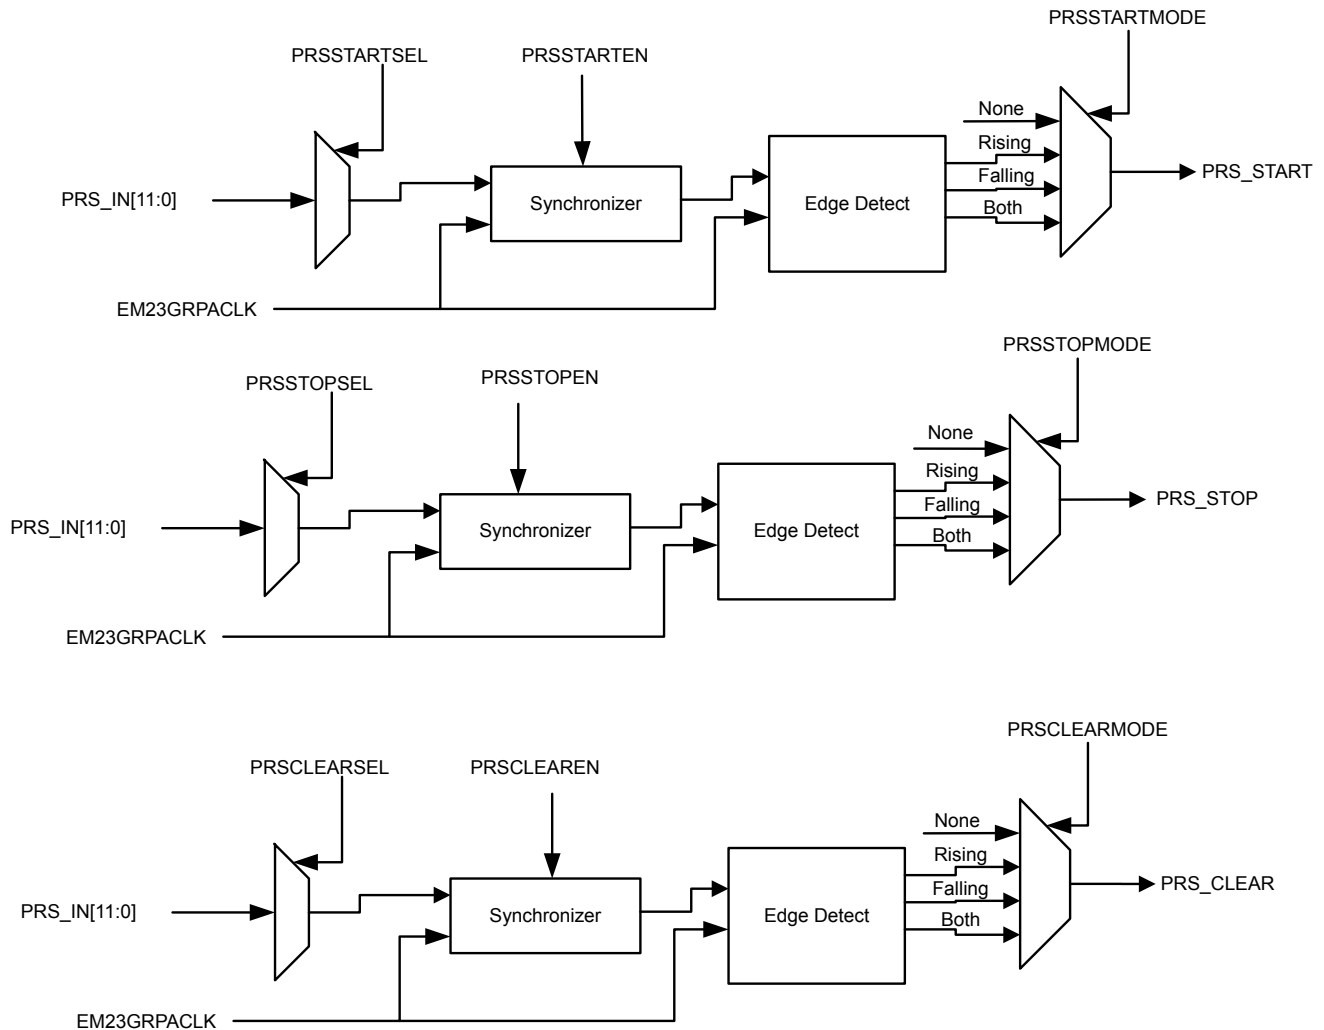 PRSSTARTMODE
PRSSTARTSEL
PRSSTARTEN
None
Rising
Falling
Both
PRS_IN[11:0]
Synchronizer
Edge Detect
PRS_START
EM23GRPACLK
PRSSTOPMODE
PRSSTOPSEL
PRSSTOPEN
None
Rising
Falling
Both
PRS_IN[11:0]
Synchronizer
Edge Detect
PRS_STOP
EM23GRPACLK
PRSCLEARMODE
PRSCLEARSEL
PRSCLEAREN
None
Rising
Falling
Both
PRS_IN[11:0]
Synchronizer
Edge Detect
PRS_CLEAR
EM23GRPACLK